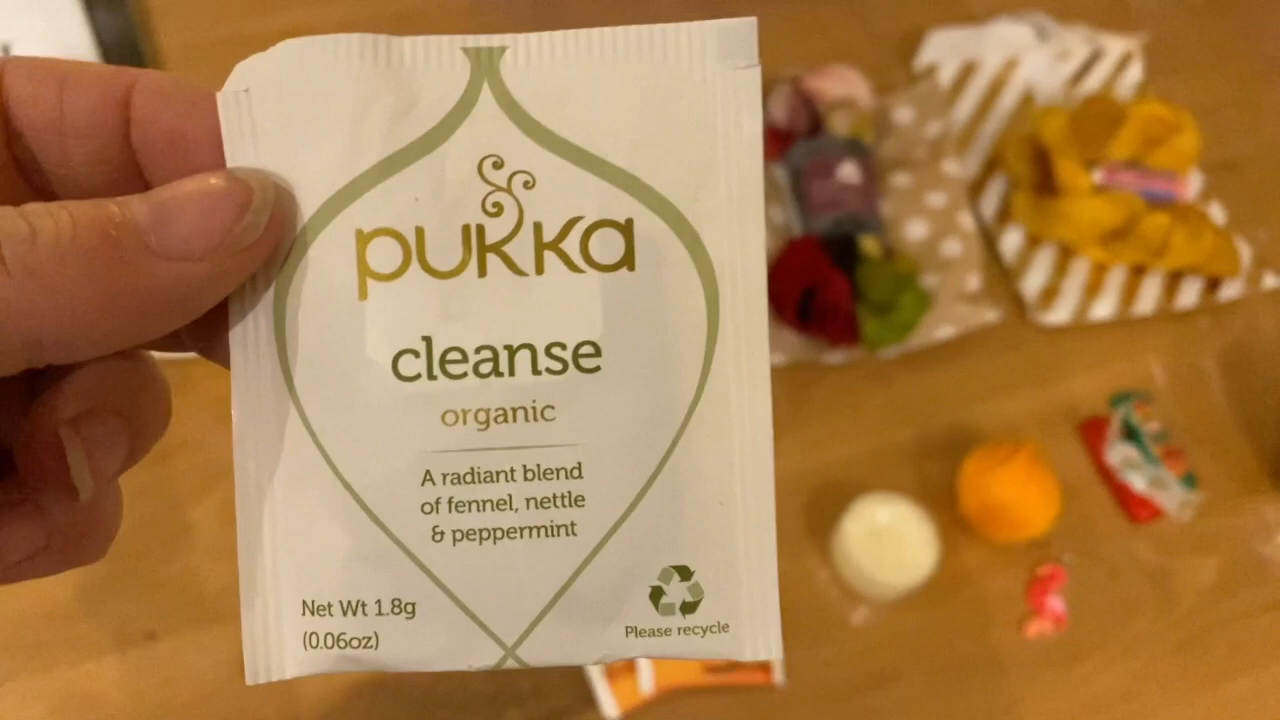 pukka
cleanse
organic
A radiant blend
of fennel, nettle
& peppermint
Net Wt 1.8g
(0.06oz)
Please recycle